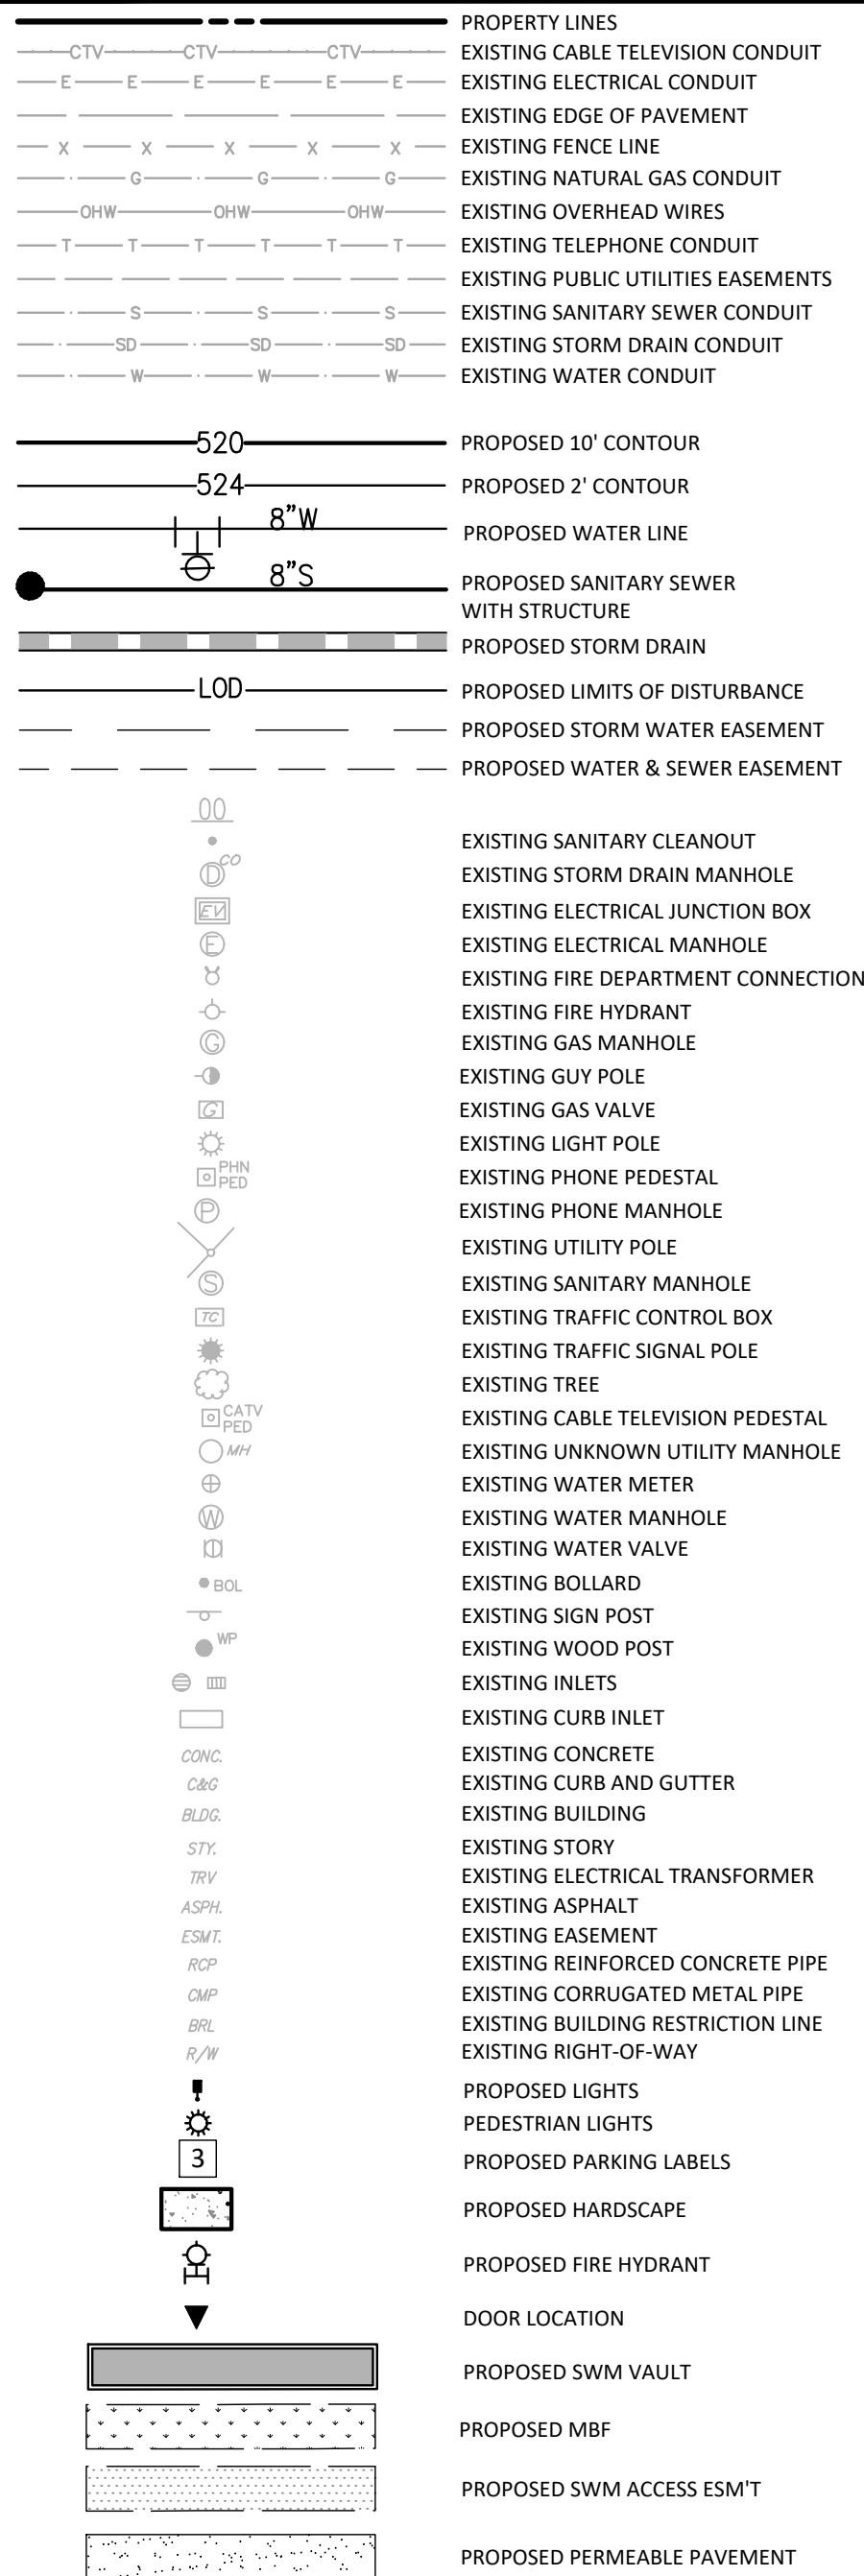 PROPERTY LINES
CTV CTV CTV EXISTING CABLE TELEVISION CONDUIT
E E E E E E EXISTING ELECTRICAL CONDUIT
EXISTING EDGE OF PAVEMENT
X X X X X EXISTING FENCE LINE
G G G EXISTING NATURAL GAS CONDUIT
OHW OHW OHW EXISTING OVERHEAD WIRES
T T T T T T EXISTING TELEPHONE CONDUIT
EXISTING PUBLIC UTILITIES EASEMENTS
S S S EXISTING SANITARY SEWER CONDUIT
SD SD SD EXISTING STORM DRAIN CONDUIT
W W W EXISTING WATER CONDUIT
520 PROPOSED 10' CONTOUR
524 PROPOSED 2' CONTOUR
8"W PROPOSED WATER LINE
8"S PROPOSED SANITARY SEWER
WITH STRUCTURE
PROPOSED STORM DRAIN
LOD PROPOSED LIMITS OF DISTURBANCE
PROPOSED STORM WATER EASEMENT
PROPOSED WATER & SEWER EASEMENT
00
EXISTING SANITARY CLEANOUT
CO
D EXISTING STORM DRAIN MANHOLE
EV EXISTING ELECTRICAL JUNCTION BOX
E EXISTING ELECTRICAL MANHOLE
EXISTING FIRE DEPARTMENT CONNECTION
EXISTING FIRE HYDRANT
G EXISTING GAS MANHOLE
EXISTING GUY POLE
G EXISTING GAS VALVE
EXISTING LIGHT POLE
PHN
PED EXISTING PHONE PEDESTAL
P EXISTING PHONE MANHOLE
EXISTING UTILITY POLE
S EXISTING SANITARY MANHOLE
TC EXISTING TRAFFIC CONTROL BOX
EXISTING TRAFFIC SIGNAL POLE
EXISTING TREE
CATV
PED EXISTING CABLE TELEVISION PEDESTAL
MH EXISTING UNKNOWN UTILITY MANHOLE
EXISTING WATER METER
W EXISTING WATER MANHOLE
EXISTING WATER VALVE
BOL EXISTING BOLLARD
EXISTING SIGN POST
WP EXISTING WOOD POST
EXISTING INLETS
EXISTING CURB INLET
CONC. EXISTING CONCRETE
C&G EXISTING CURB AND GUTTER
BLDG. EXISTING BUILDING
STY. EXISTING STORY
TRV EXISTING ELECTRICAL TRANSFORMER
ASPH. EXISTING ASPHALT
ESMT. EXISTING EASEMENT
RCP EXISTING REINFORCED CONCRETE PIPE
CMP EXISTING CORRUGATED METAL PIPE
BRL EXISTING BUILDING RESTRICTION LINE
R/W EXISTING RIGHT-OF-WAY
PROPOSED LIGHTS
PEDESTRIAN LIGHTS
3 PROPOSED PARKING LABELS
PROPOSED HARDSCAPE
PROPOSED FIRE HYDRANT
DOOR LOCATION
PROPOSED SWM VAULT
PROPOSED MBF
PROPOSED SWM ACCESS ESM'T
PROPOSED PERMEABLE PAVEMENT